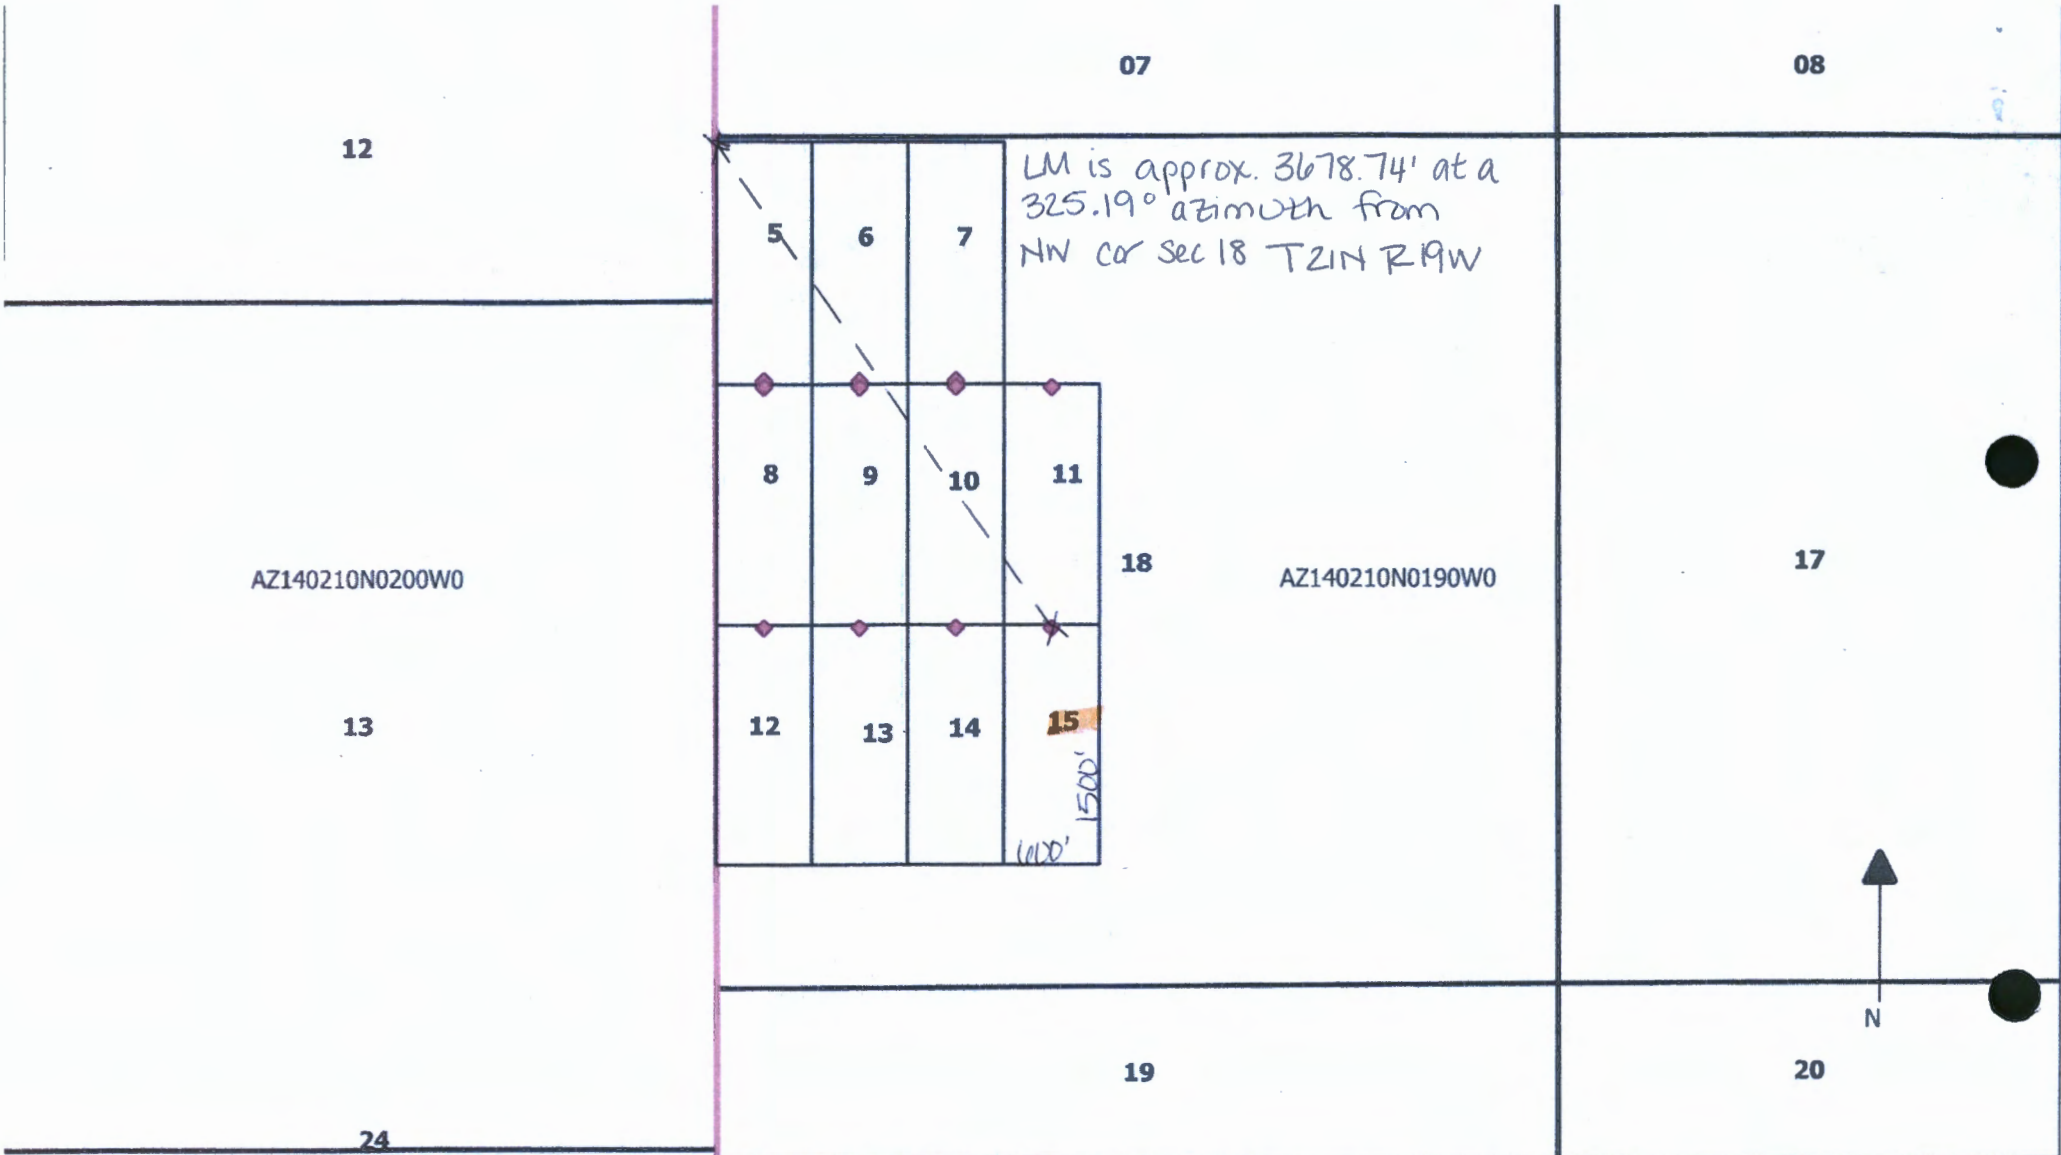 07
08
12
LM is approx. 3678.74' at a
325.19° azimuth from
NW cor sec 18 T21N R19W
5 6 7
8 9 10 11
18
AZ140210N0200W0
AZ140210N0190W0
17
13
12 13 14 15
1500'
600'
N
19
20
24